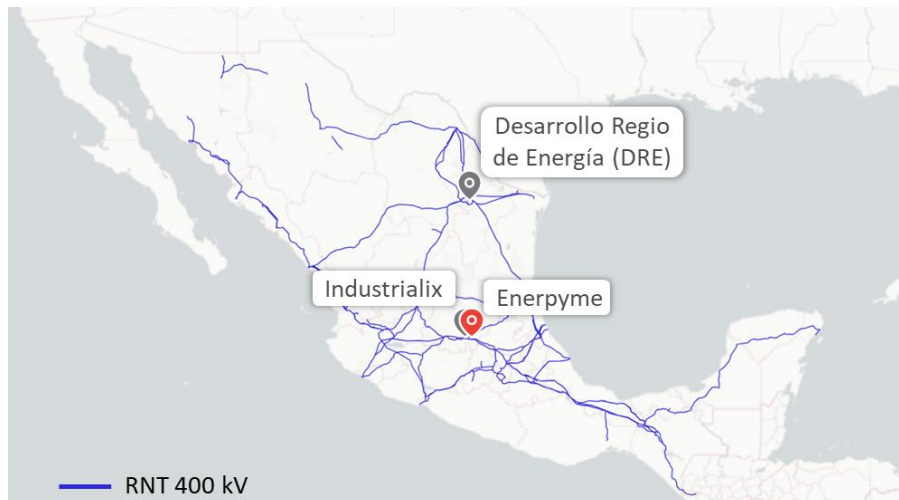 Desarrollo Regio
de Energía (DRE)
Industrialix
Enerpyme
RNT 400 kV